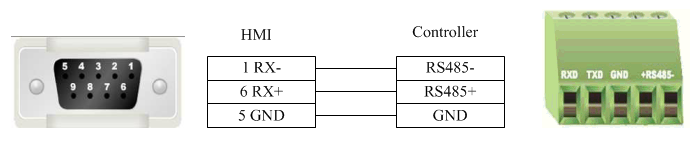 HMI
Controller
5 4 3 2 1
9 8 7 6
1 RX-
RS485-
6 RX+
RS485+
5 GND
GND
RXD TXD GND +RS485-